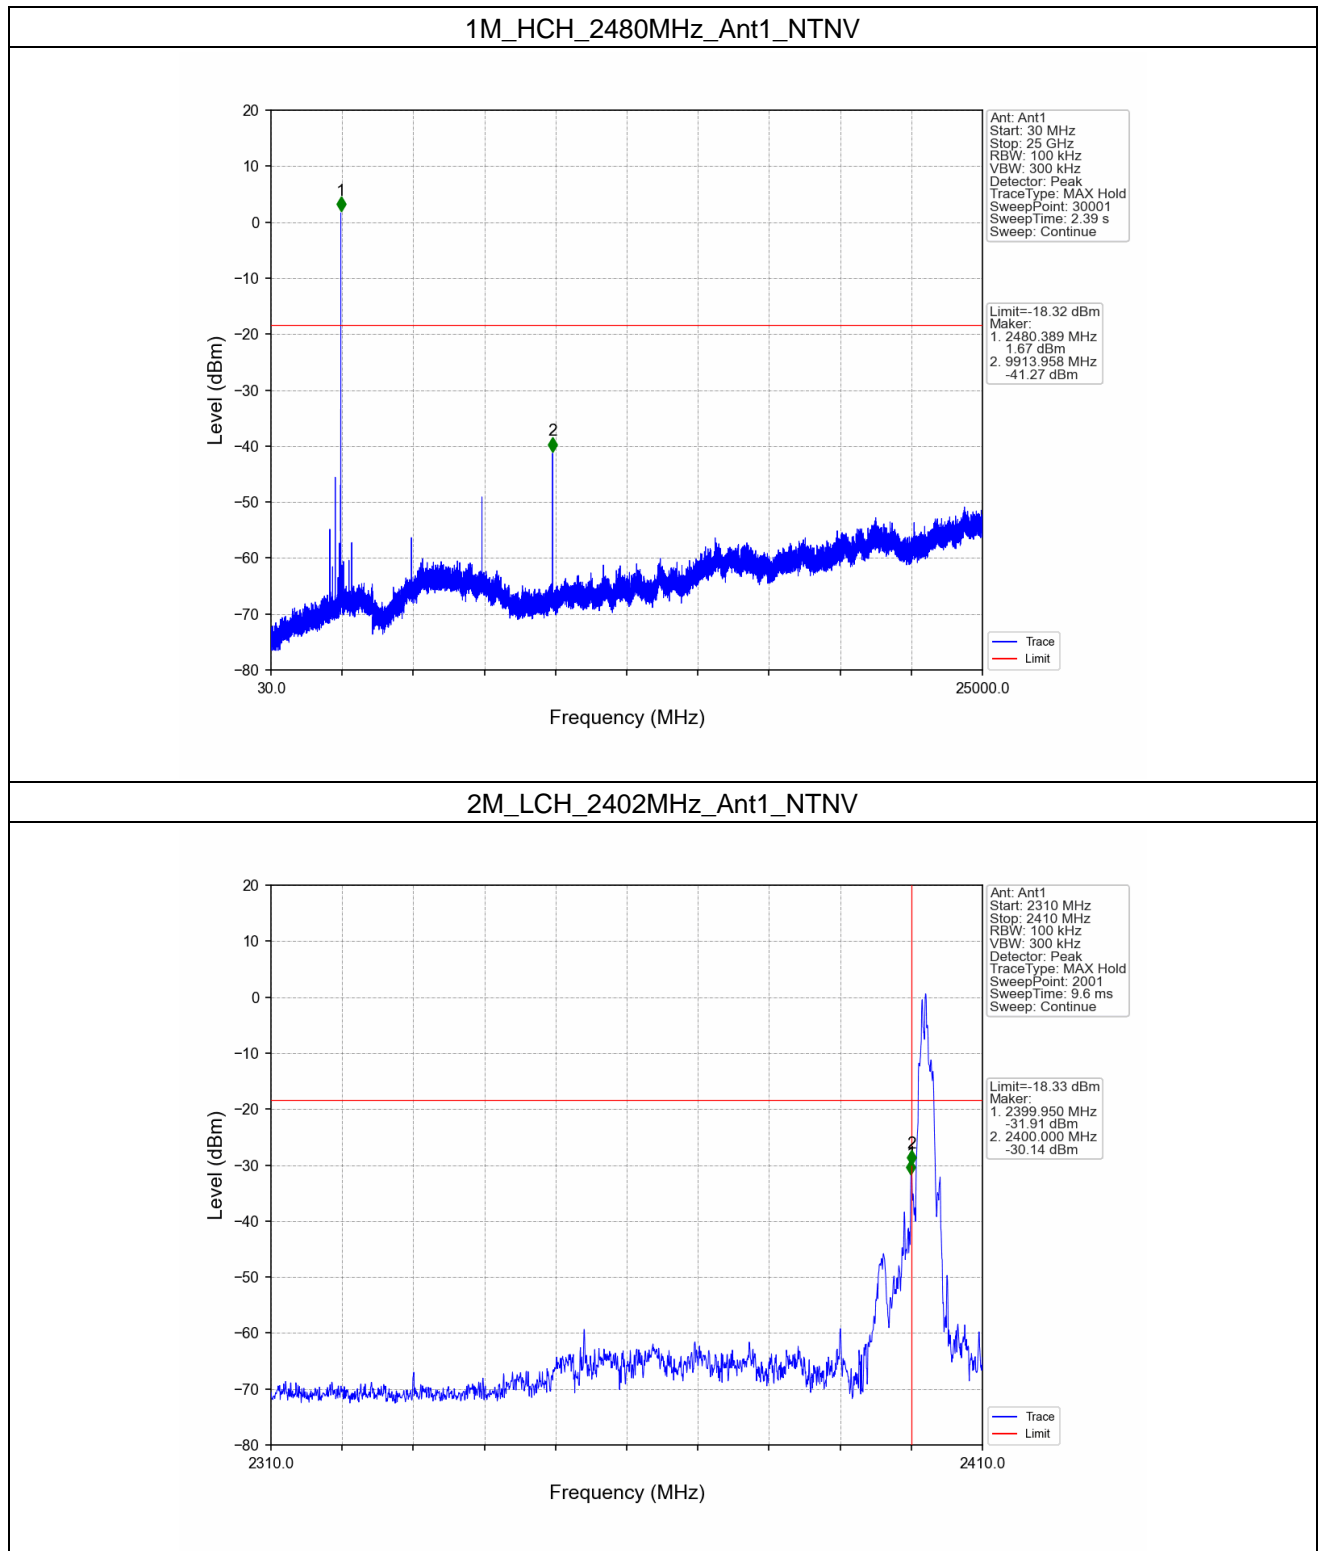 1M_HCH_2480MHz_Ant1_NTNV
20
10
0
−10
−20
−30
−40
−50
−60
−70
−80
Level (dBm)
30.0
25000.0
Frequency (MHz)
1
2
Ant: Ant1
Start: 30 MHz
Stop: 25 GHz
RBW: 100 kHz
VBW: 300 kHz
Detector: Peak
TraceType: MAX Hold
SweepPoint: 30001
SweepTime: 2.39 s
Sweep: Continue
Limit=-18.32 dBm
Maker:
1. 2480.389 MHz
1.67 dBm
2. 9913.958 MHz
-41.27 dBm
Trace
Limit
2M_LCH_2402MHz_Ant1_NTNV
20
10
0
−10
−20
−30
−40
−50
−60
−70
−80
Level (dBm)
2310.0
2410.0
Frequency (MHz)
2
Ant: Ant1
Start: 2310 MHz
Stop: 2410 MHz
RBW: 100 kHz
VBW: 300 kHz
Detector: Peak
TraceType: MAX Hold
SweepPoint: 2001
SweepTime: 9.6 ms
Sweep: Continue
Limit=-18.33 dBm
Maker:
1. 2399.950 MHz
-31.91 dBm
2. 2400.000 MHz
-30.14 dBm
Trace
Limit